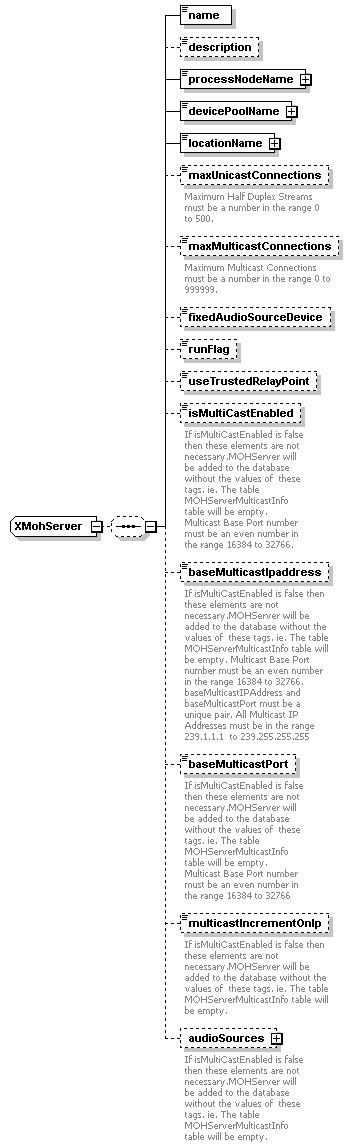 name
description
processNodeName
devicePoolName
locationName
maxUnicastConnections
Maximum Half Duplex Streams
must be a number in the range 0
to 500.
maxMulticastConnections
Maximum Multicast Connections
must be a number in the range 0 to
999999.
fixedAudioSourceDevice
runFlag
useTrustedRelayPoint
isMultiCastEnabled
If isMultiCastEnabled is false
then these elements are not
necessary.MOHServer will
be added to the database
without the values of  these
tags. ie. The table
MOHServerMulticastInfo
table will be empty.
Multicast Base Port number
must be an even number in
the range 16384 to 32766.
XMohServer
baseMulticastIpaddress
If isMultiCastEnabled is false then
these elements are not
necessary.MOHServer will be
added to the database without the
values of  these tags. ie. The table
MOHServerMulticastInfo table will
be empty. Multicast Base Port
number must be an even number
in the range 16384 to 32766.
baseMulticastIPAddress and
baseMulticastPort must be a
unique pair. All Multicast IP
Addresses must be in the range
239.1.1.1  to 239.255.255.255
baseMulticastPort
If isMultiCastEnabled is false
then these elements are not
necessary.MOHServer will
be added to the database
without the values of  these
tags. ie. The table
MOHServerMulticastInfo
table will be empty.
Multicast Base Port number
must be an even number in
the range 16384 to 32766
multicastIncrementOnIp
If isMultiCastEnabled is false then
these elements are not
necessary.MOHServer will be
added to the database without the
values of  these tags. ie. The table
MOHServerMulticastInfo table will
be empty.
audioSources
If isMultiCastEnabled is false
then these elements are not
necessary.MOHServer will
be added to the database
without the values of  these
tags. ie. The table
MOHServerMulticastInfo
table will be empty.